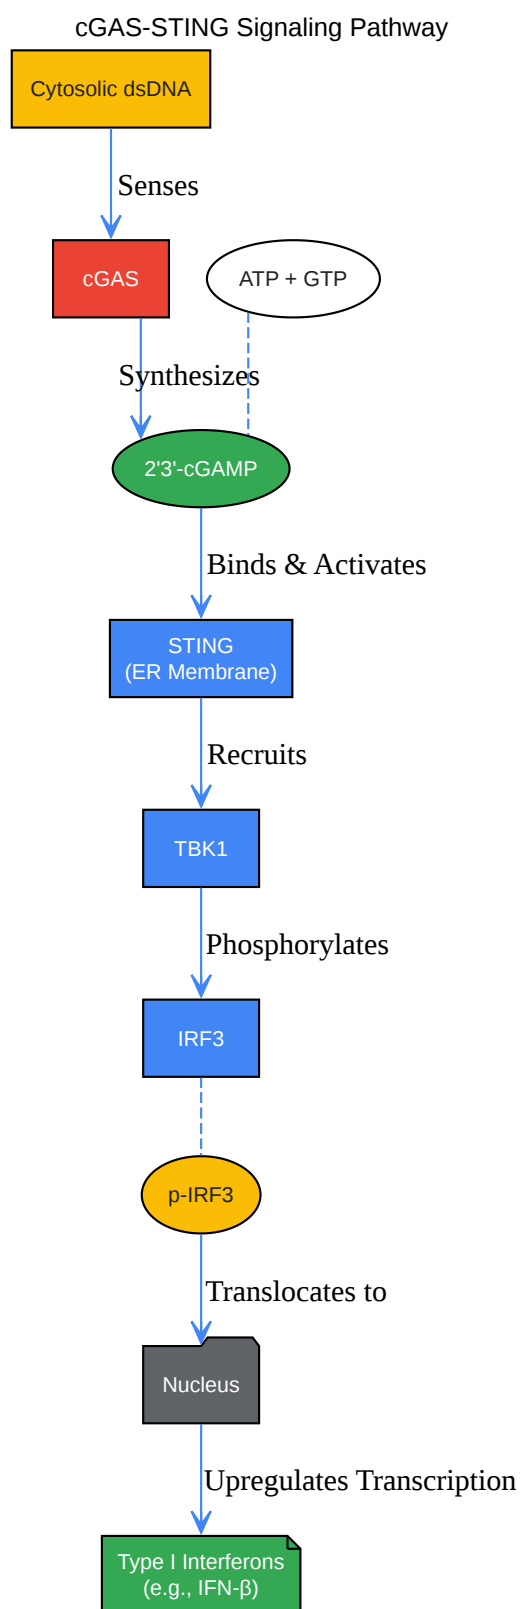 cGAS-STING Signaling Pathway
Cytosolic dsDNA
Senses
cGAS
ATP + GTP
Synthesizes
2'3'-cGAMP
Binds & Activates
STING
(ER Membrane)
Recruits
TBK1
Phosphorylates
IRF3
p-IRF3
Translocates to
Nucleus
Upregulates Transcription
Type I Interferons
(e.g., IFN-β)